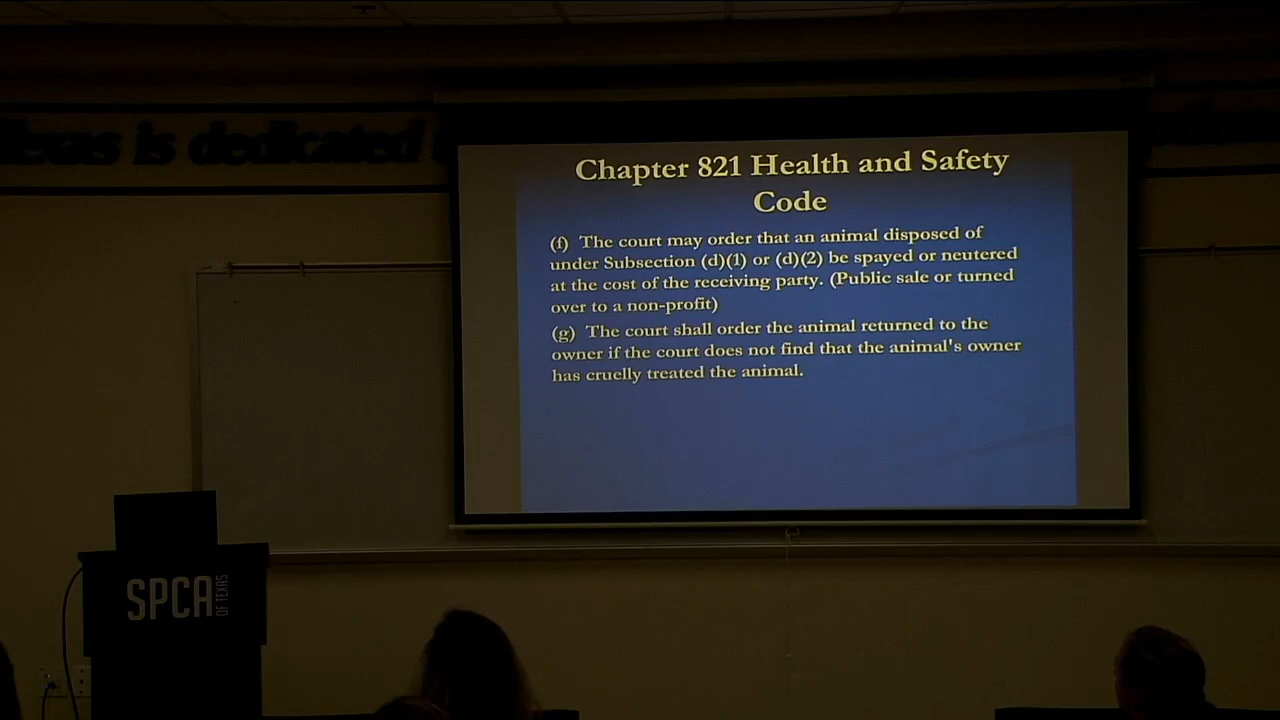 Texas is dedicated
Chapter 821 Health and Safety
Code
(f) The court may order that an animal disposed of
under Subsection (d)(1) or (d)(2) be spayed or neutered
at the cost of the receiving party. (Public sale or turned
over to a non-profit)
(g) The court shall order the animal returned to the
owner if the court does not find that the animal's owner
has cruelly treated the animal.
SPCA
OF TEXAS